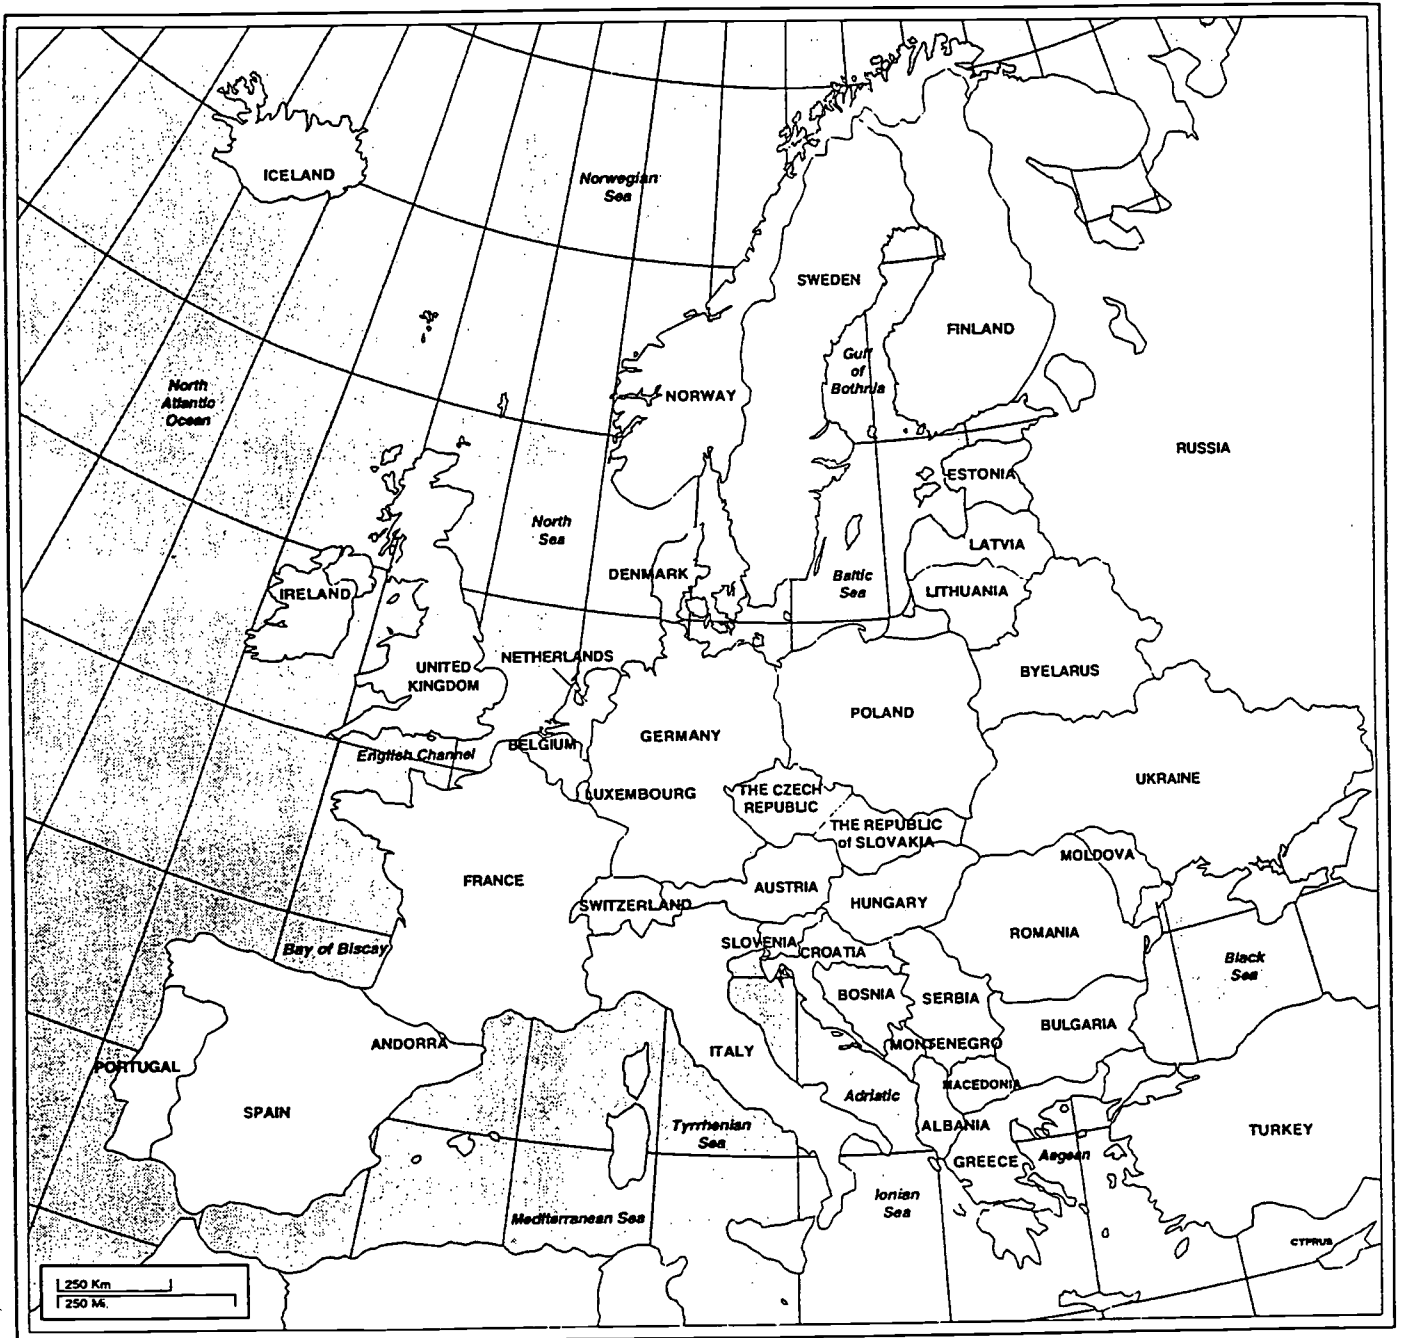 ICELAND
Norwegian
Sea
SWEDEN
FINLAND
Gulf
of
Bothnia
NORWAY
North
Atlantic
Ocean
RUSSIA
ESTONIA
North
Sea
LATVIA
DENMARK
Baltic
Sea
LITHUANIA
IRELAND
NETHERLANDS
UNITED
KINGDOM
BYELARUS
POLAND
GERMANY
BELGIUM
English Channel
UKRAINE
LUXEMBOURG
THE CZECH
REPUBLIC
THE REPUBLIC
of SLOVAKIA
MOLDOVA
FRANCE
AUSTRIA
SWITZERLAND
HUNGARY
ROMANIA
SLOVENIA
CROATIA
Bay of Biscay
Black
Sea
BOSNIA
SERBIA
BULGARIA
ANDORRA
MONTENEGRO
ITALY
PORTUGAL
MACEDONIA
Adriatic
SPAIN
Tyrrhenian
Sea
ALBANIA
TURKEY
GREECE
Aegean
Ionian
Sea
Mediterranean Sea
CYPRUS
250 Km
250 Mi.